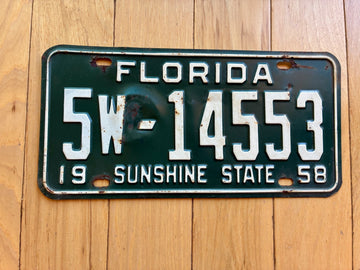 FLORIDA
5W-14553
19 SUNSHINE STATE 58